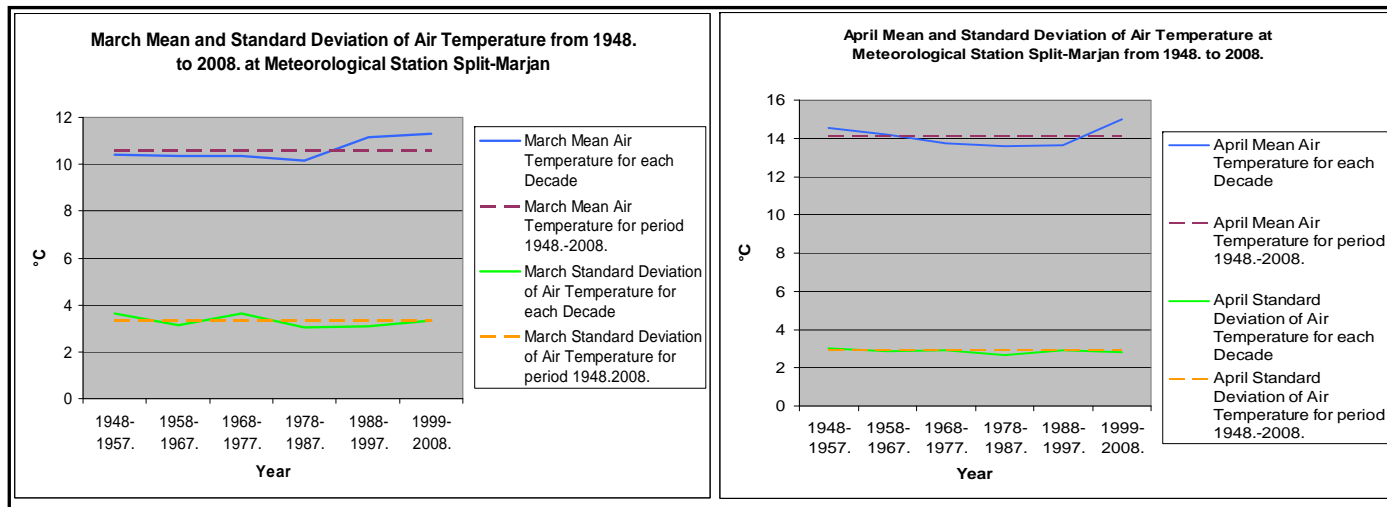 March Mean and Standard Deviation of Air Temperature from 1948.
to 2008. at Meteorological Station Split-Marjan
12
10
8
6
4
2
0
°C
1948-
1957.
1958-
1967.
1968-
1977.
1978-
1987.
1988-
1997.
1999-
2008.
Year
March Mean Air
Temperature for each
Decade
March Mean Air
Temperature for period
1948.-2008.
March Standard Deviation
of Air Temperature for
each Decade
March Standard Deviation
of Air Temperature for
period 1948.2008.
April Mean and Standard Deviation of Air Temperature at
Meteorological Station Split-Marjan from 1948. to 2008.
16
14
12
10
8
6
4
2
0
°C
1948-
1957.
1958-
1967.
1968-
1977.
1978-
1987.
1988-
1997.
1999-
2008.
Year
April Mean Air
Temperature for each
Decade
April Mean Air
Temperature for period
1948.-2008.
April Standard
Deviation of Air
Temperature for each
Decade
April Standard
Deviation of Air
Temperature for period
1948.-2008.